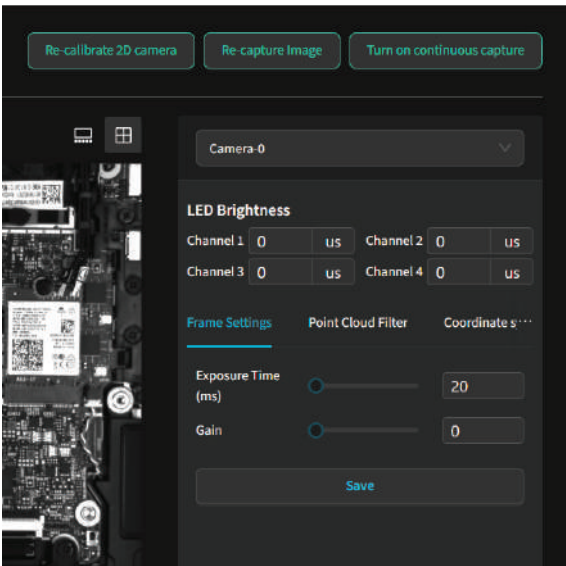 Re-calibrate 2D camera
Re-capture Image
Turn on continuous capture
Camera-0
LED Brightness
Channel 1 0 us Channel 2 0 us
Channel 3 0 us Channel 4 0 us
Frame Settings Point Cloud Filter Coordinate s···
Exposure Time
(ms)
20
Gain 0
Save